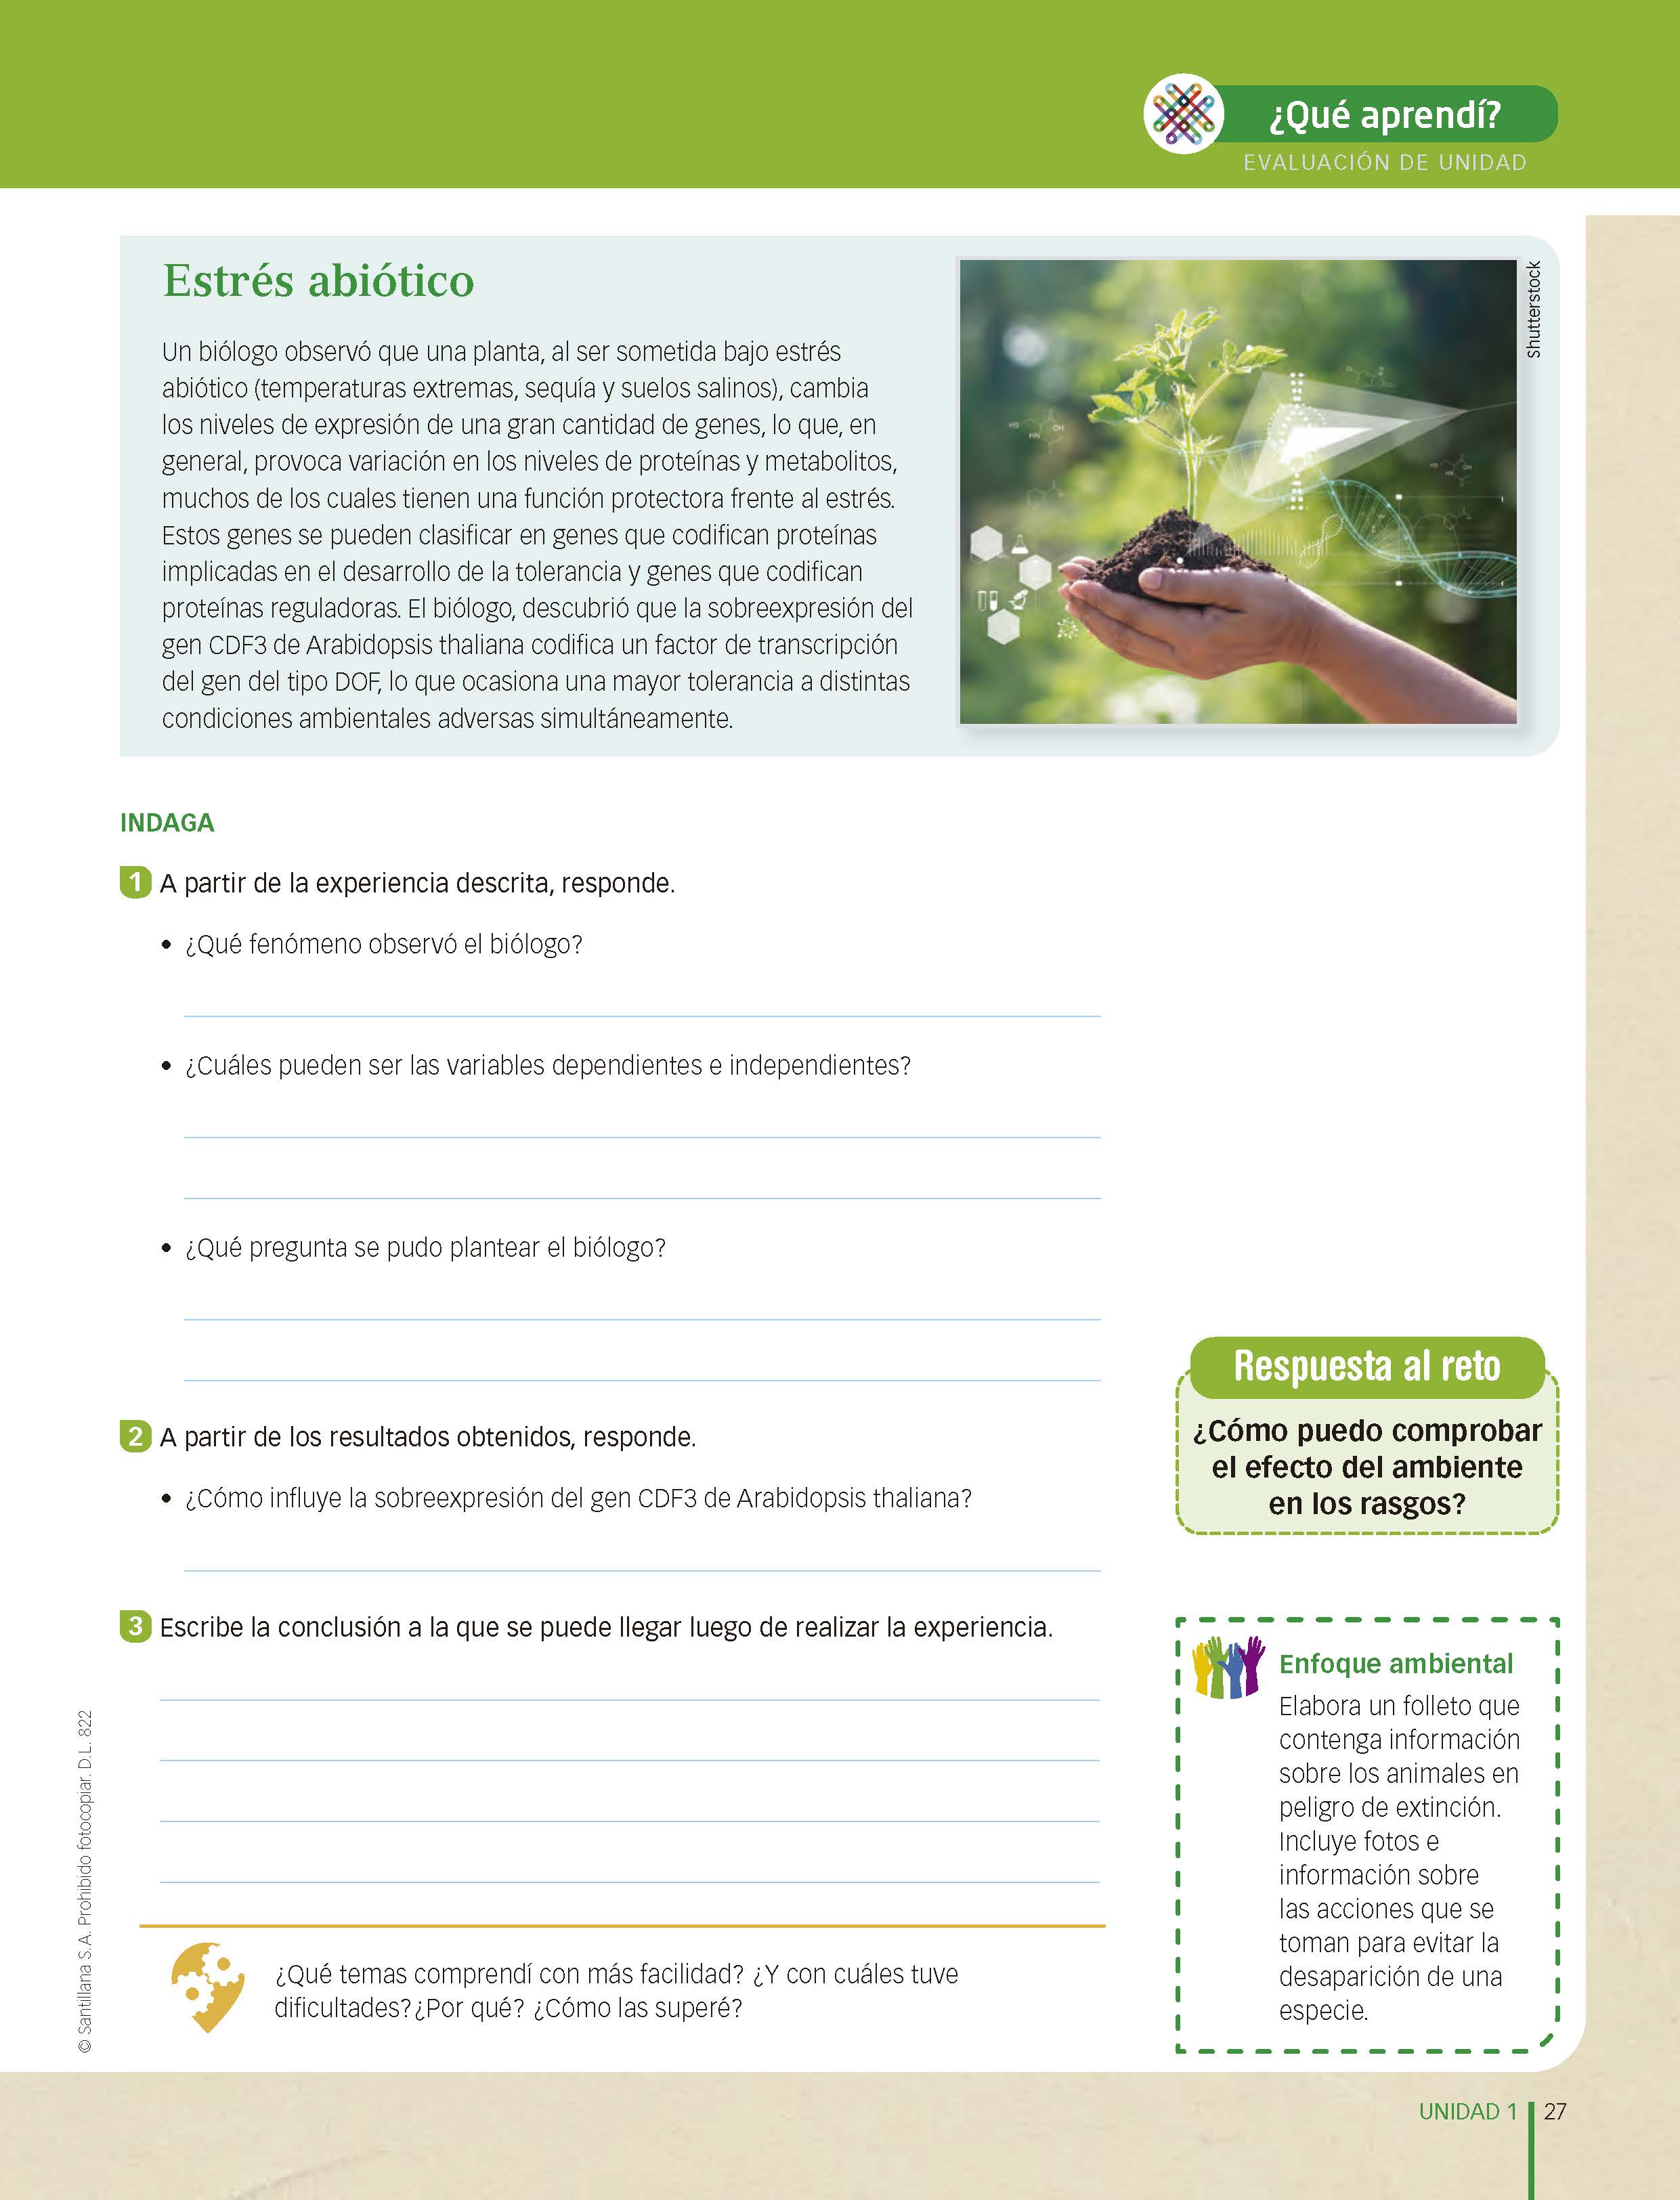 ¿Qué aprendí?
EVALUACIÓN DE UNIDAD
Estrés abiótico
Un biólogo observó que una planta, al ser sometida bajo estrés
abiótico (temperaturas extremas, sequía y suelos salinos), cambia
los niveles de expresión de una gran cantidad de genes, lo que, en
general, provoca variación en los niveles de proteínas y metabolitos,
muchos de los cuales tienen una función protectora frente al estrés.
Estos genes se pueden clasificar en genes que codifican proteínas
implicadas en el desarrollo de la tolerancia y genes que codifican
proteínas reguladoras. El biólogo, descubrió que la sobreexpresión del
gen CDF3 de Arabidopsis thaliana codifica un factor de transcripción
del gen del tipo DOF, lo que ocasiona una mayor tolerancia a distintas
condiciones ambientales adversas simultáneamente.
Shutterstock
INDAGA
1 A partir de la experiencia descrita, responde.
• ¿Qué fenómeno observó el biólogo?
• ¿Cuáles pueden ser las variables dependientes e independientes?
• ¿Qué pregunta se pudo plantear el biólogo?
2 A partir de los resultados obtenidos, responde.
• ¿Cómo influye la sobreexpresión del gen CDF3 de Arabidopsis thaliana?
3 Escribe la conclusión a la que se puede llegar luego de realizar la experiencia.
¿Qué temas comprendí con más facilidad? ¿Y con cuáles tuve
dificultades?¿Por qué? ¿Cómo las superé?
Respuesta al reto
¿Cómo puedo comprobar
el efecto del ambiente
en los rasgos?
Enfoque ambiental
Elabora un folleto que
contenga información
sobre los animales en
peligro de extinción.
Incluye fotos e
información sobre
las acciones que se
toman para evitar la
desaparición de una
especie.
© Santillana S.A. Prohibido fotocopiar. D.L. 822
UNIDAD 1 27